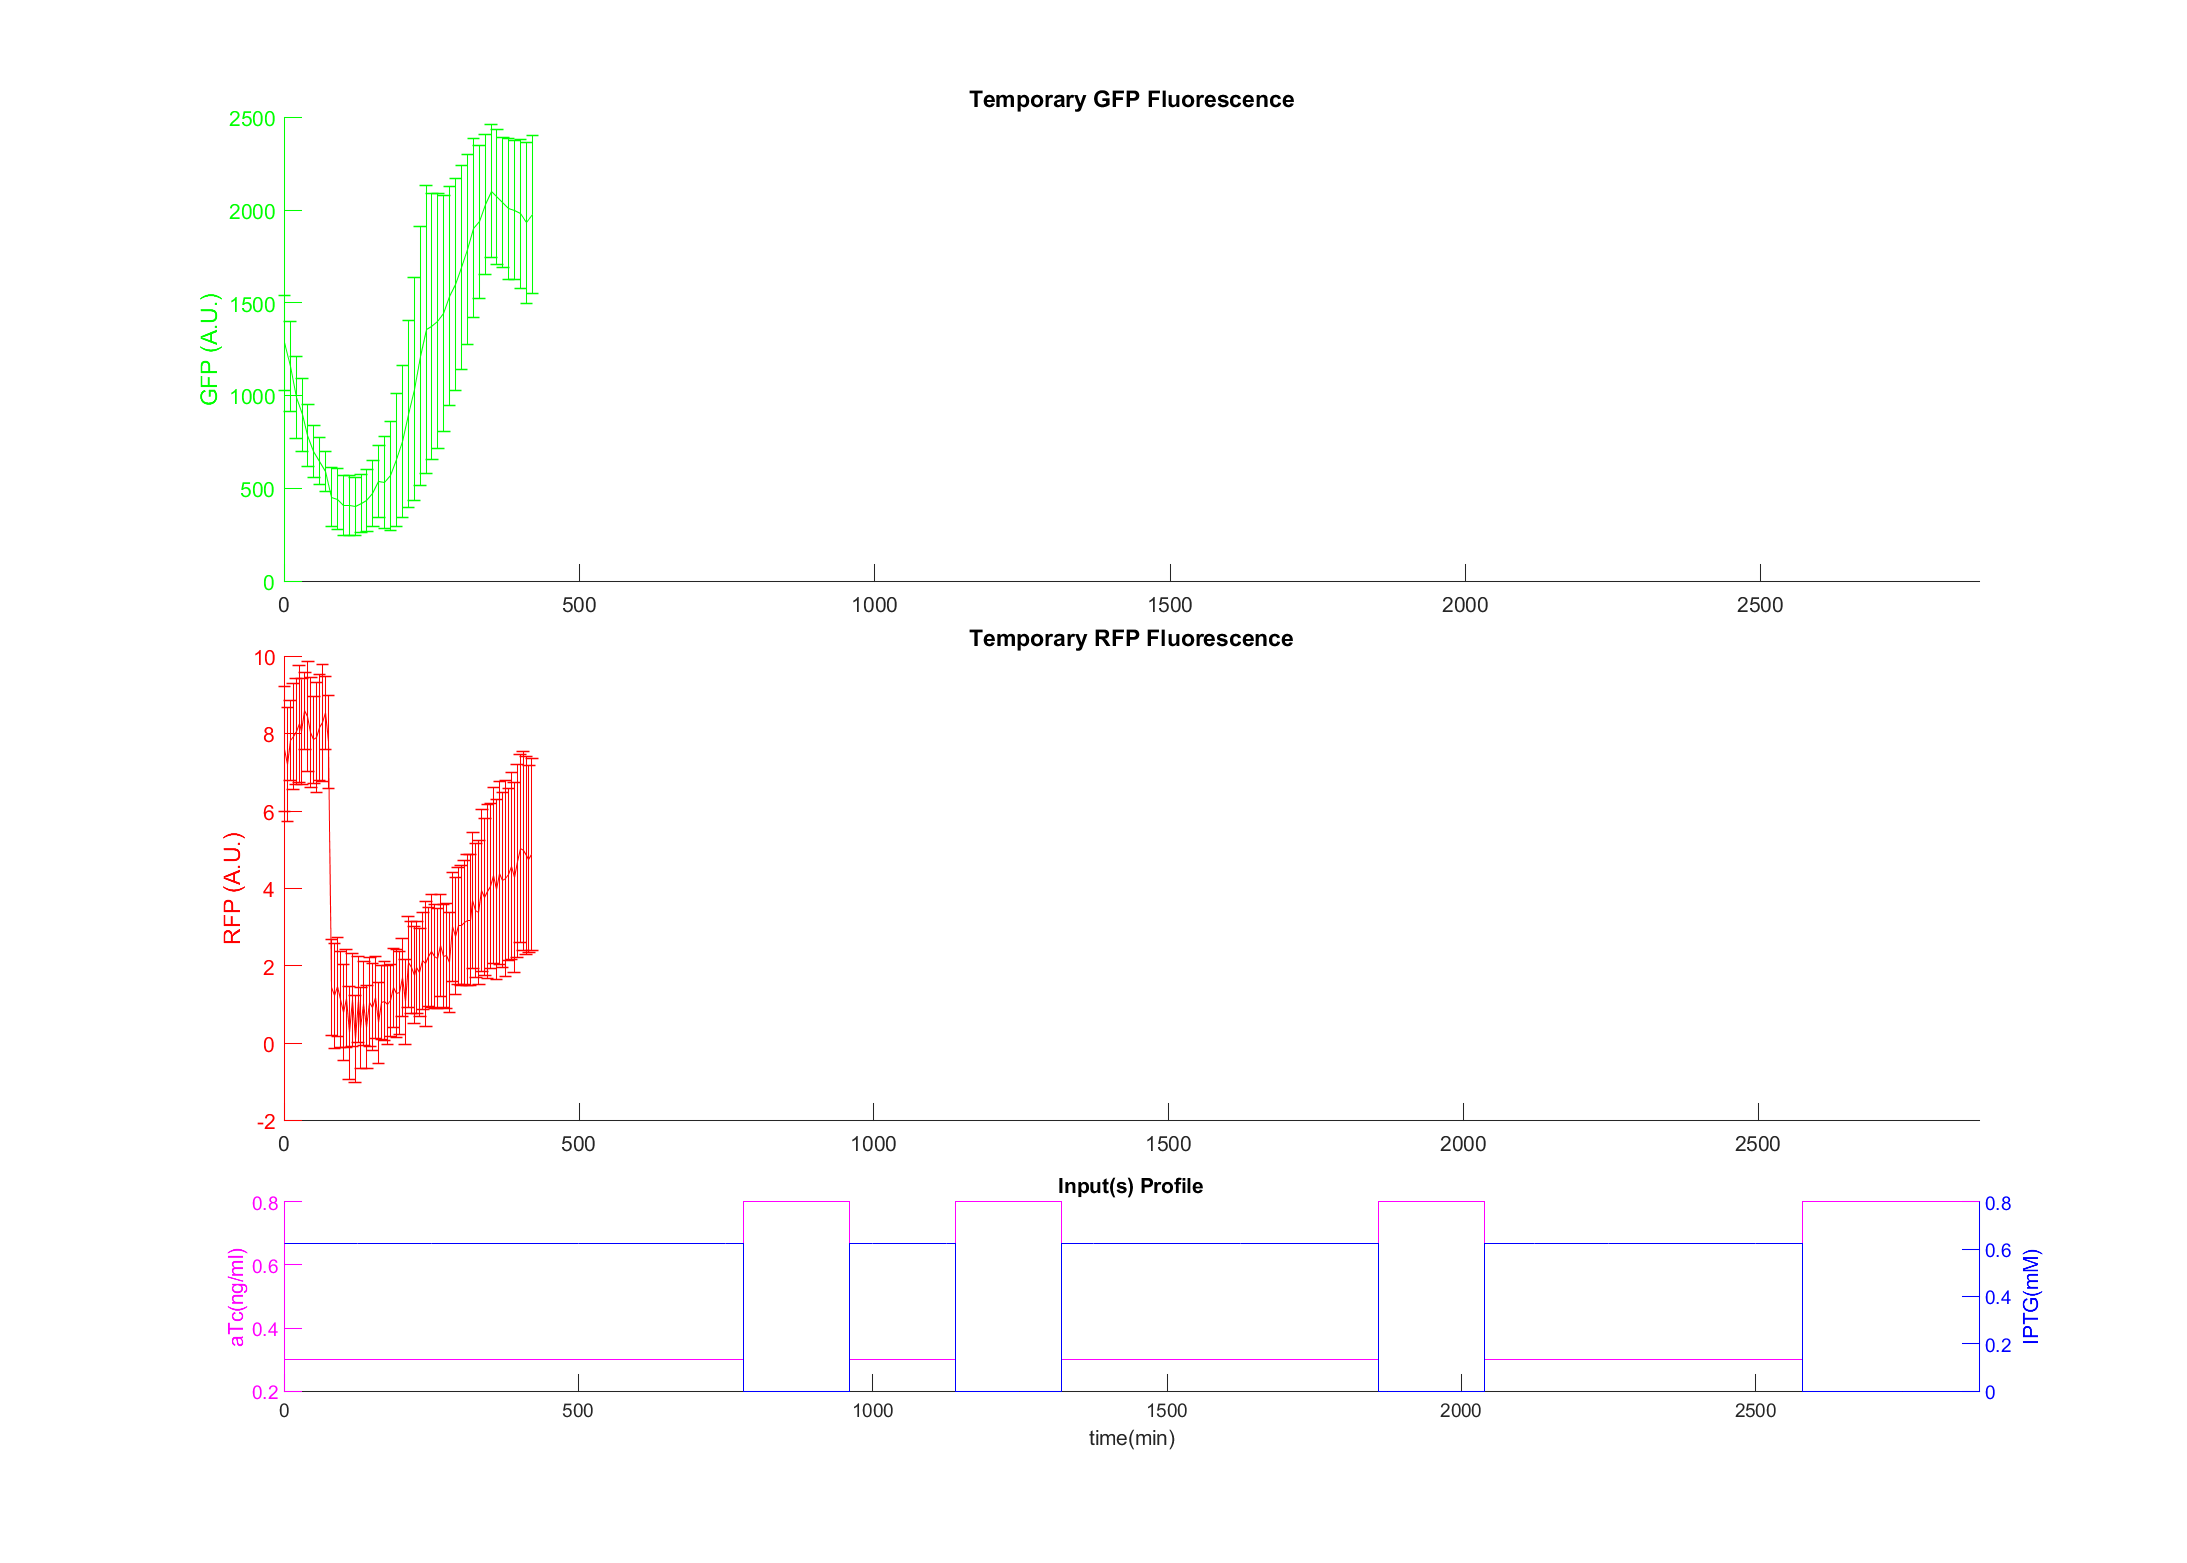 Temporary GFP Fluorescence
2500
2000
1500
1000
500
0
GFP (A.U.)
0 500 1000 1500 2000 2500
Temporary RFP Fluorescence
10
8
6
4
2
0
-2
RFP (A.U.)
0 500 1000 1500 2000 2500
Input(s) Profile
0.8
0.6
0.4
0.2
aTc(ng/ml)
0.8
0.6
0.4
0.2
0
IPTG(mM)
0 500 1000 1500 2000 2500
time(min)